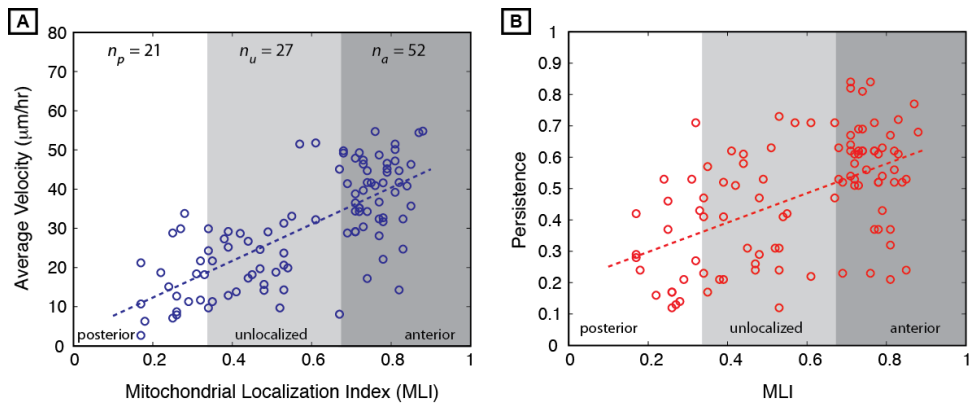 A
B
80
70
60
50
40
30
20
10
0
Average Velocity (μm/hr)
n_p = 21
n_u = 27
n_a = 52
posterior
unlocalized
anterior
0
0.2
0.4
0.6
0.8
1
Mitochondrial Localization Index (MLI)
1
0.9
0.8
0.7
0.6
0.5
0.4
0.3
0.2
0.1
0
Persistence
posterior
unlocalized
anterior
0
0.2
0.4
0.6
0.8
1
MLI